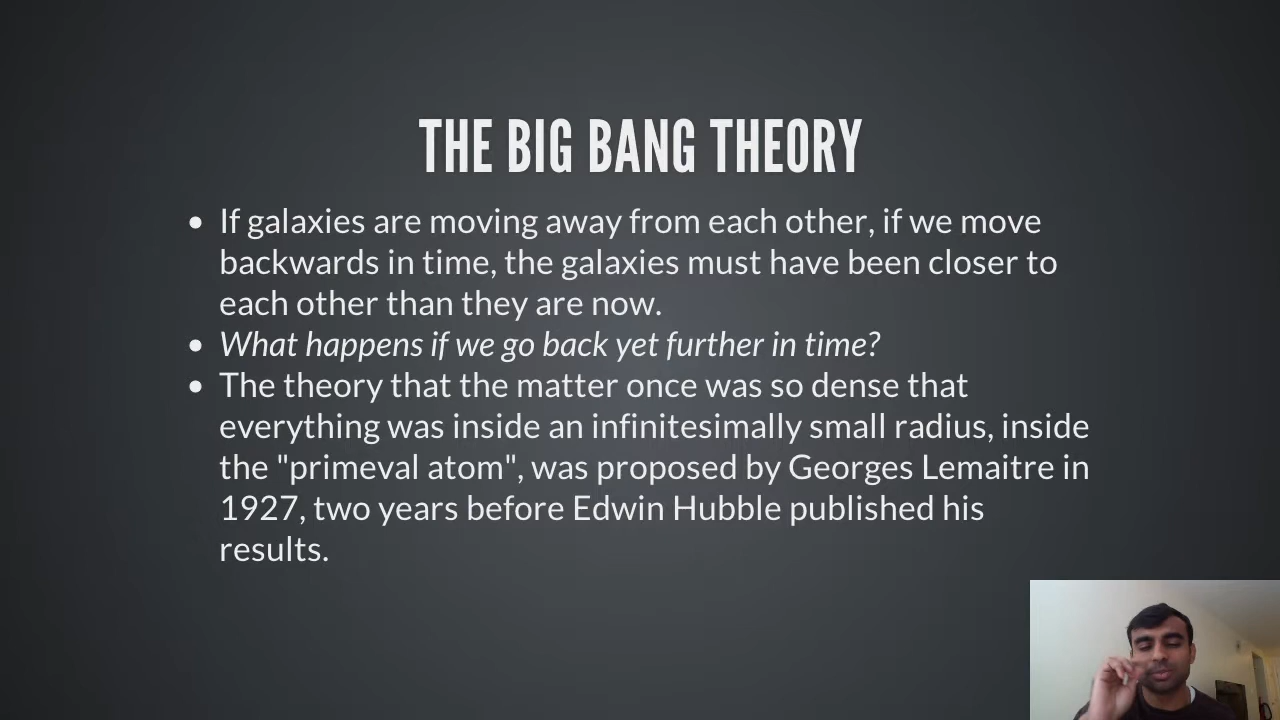 THE BIG BANG THEORY
• If galaxies are moving away from each other, if we move
backwards in time, the galaxies must have been closer to
each other than they are now.
• What happens if we go back yet further in time?
• The theory that the matter once was so dense that
everything was inside an infinitesimally small radius, inside
the "primeval atom", was proposed by Georges Lemaitre in
1927, two years before Edwin Hubble published his
results.